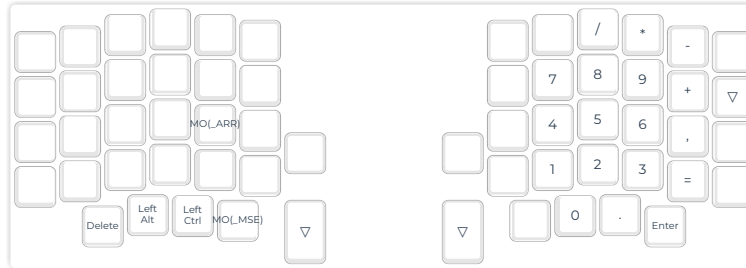 / * -
7 8 9 + ▽
MO(_ARR) 4 5 6 ,
1 2 3 =
Delete Left Alt Left Ctrl MO(_MSE) ▽ ▽ 0 . Enter